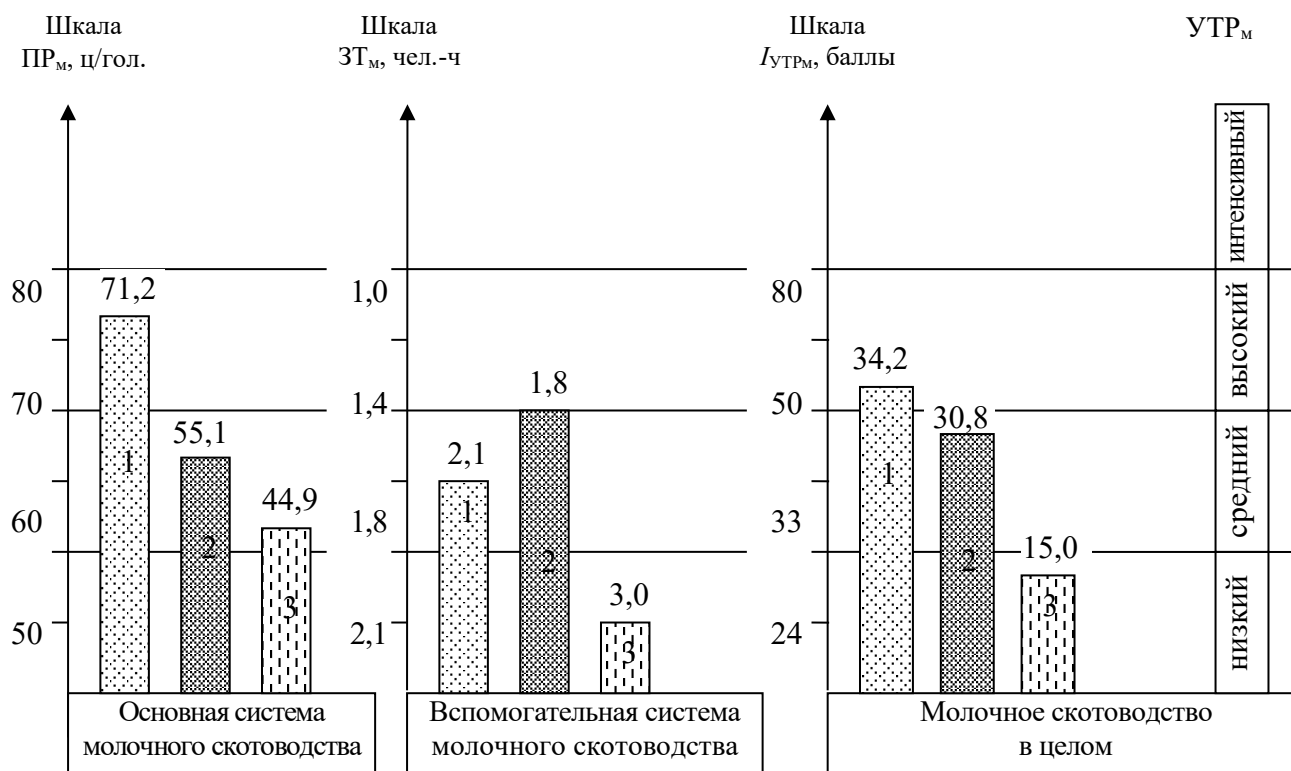 Шкала
ПРм, ц/гол.
Шкала
ЗТм, чел.-ч
Шкала
IУТРм, баллы
УТРм
80
70
60
50
71,2
55,1
44,9
1
2
3
1,0
1,4
1,8
2,1
2,1
1,8
3,0
1
2
3
80
50
33
24
34,2
30,8
15,0
1
2
3
интенсивный
высокий
средний
низкий
Основная система
молочного скотоводства
Вспомогательная система
молочного скотоводства
Молочное скотоводство
в целом